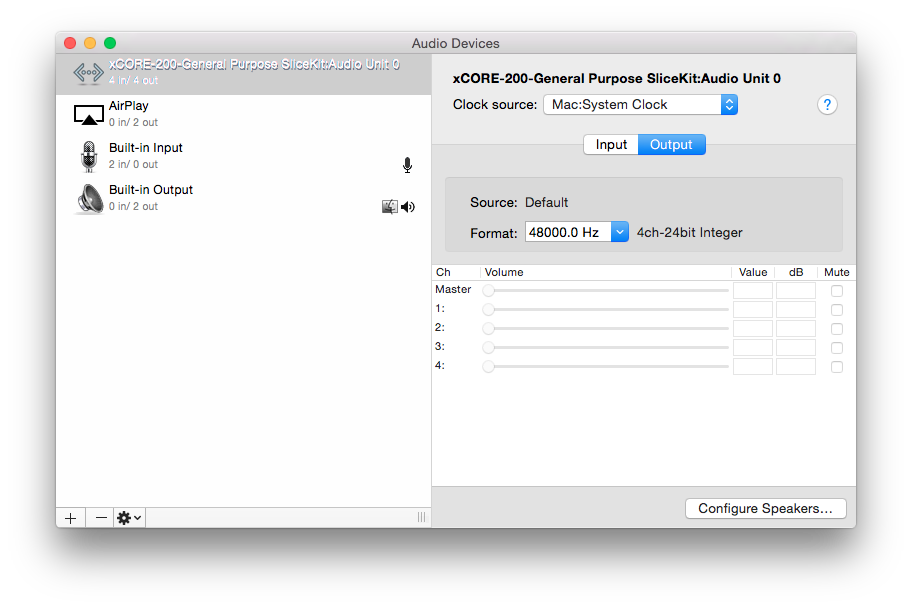 Audio Devices
xCORE-200-General Purpose SliceKit:Audio Unit 0
4 in/ 4 out
AirPlay
0 in/ 2 out
Built-in Input
2 in/ 0 out
Built-in Output
0 in/ 2 out
xCORE-200-General Purpose SliceKit:Audio Unit 0
Clock source: Mac:System Clock
?
Input Output
Source: Default
Format: 48000.0 Hz 4ch-24bit Integer
Ch Volume Value dB Mute
Master
1:
2:
3:
4:
Configure Speakers...